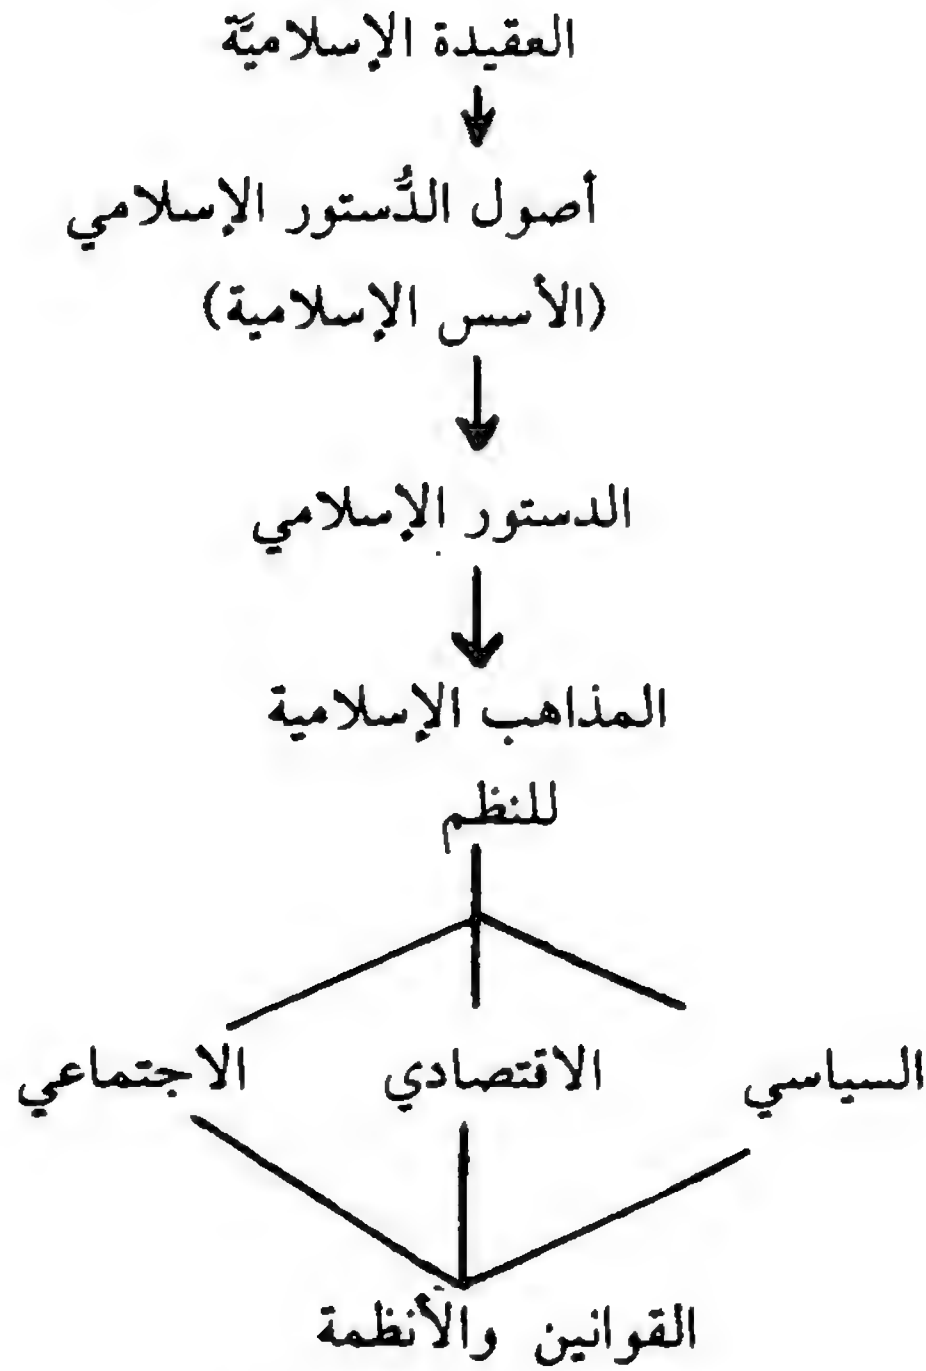 العقيدة الإسلاميَّة
أصول الدُّستور الإسلامي
(الأسس الإسلامية)
الدستور الإسلامي
المذاهب الإسلامية
للنظم
السياسي الاقتصادي الاجتماعي
القوانين والأنظمة